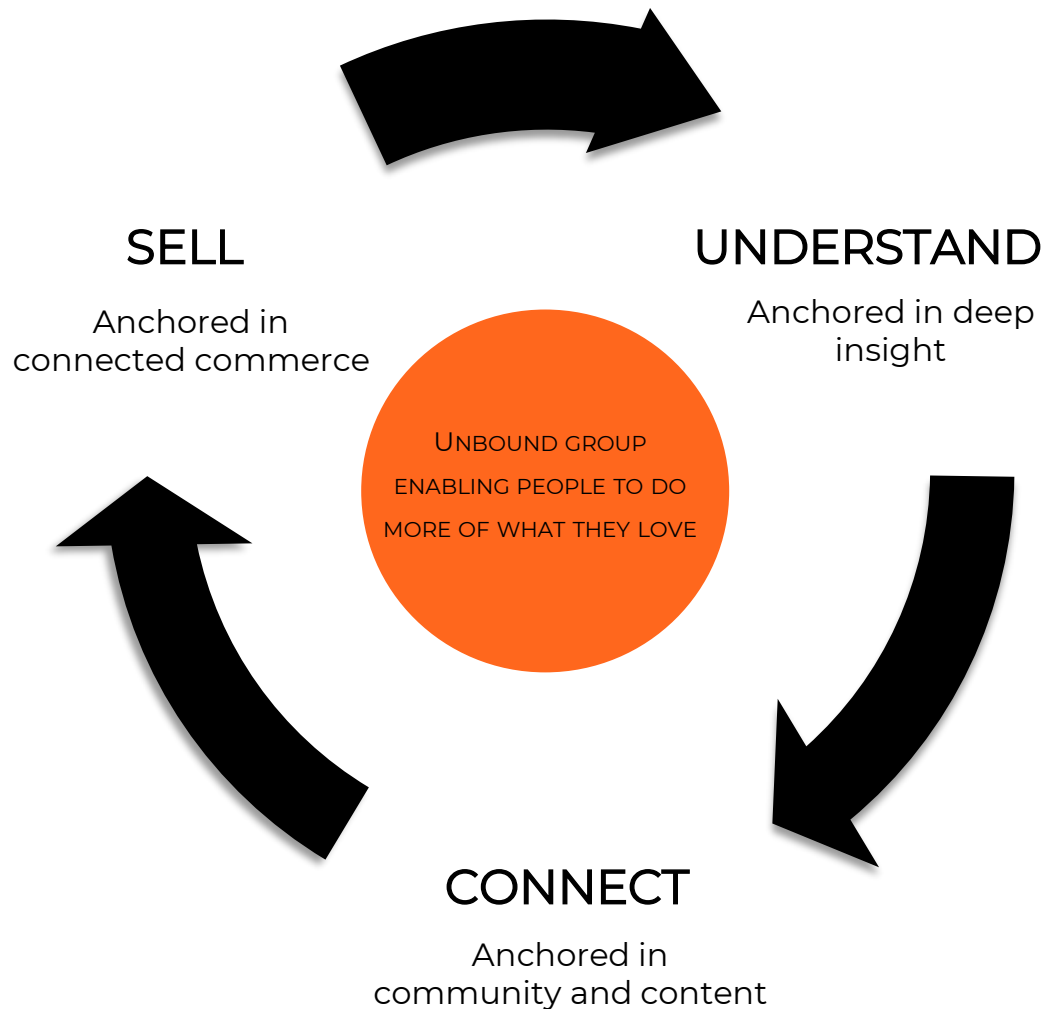 SELL
Anchored in
connected commerce
UNDERSTAND
Anchored in deep
insight
Unbound group
enabling people to do
more of what they love
CONNECT
Anchored in
community and content